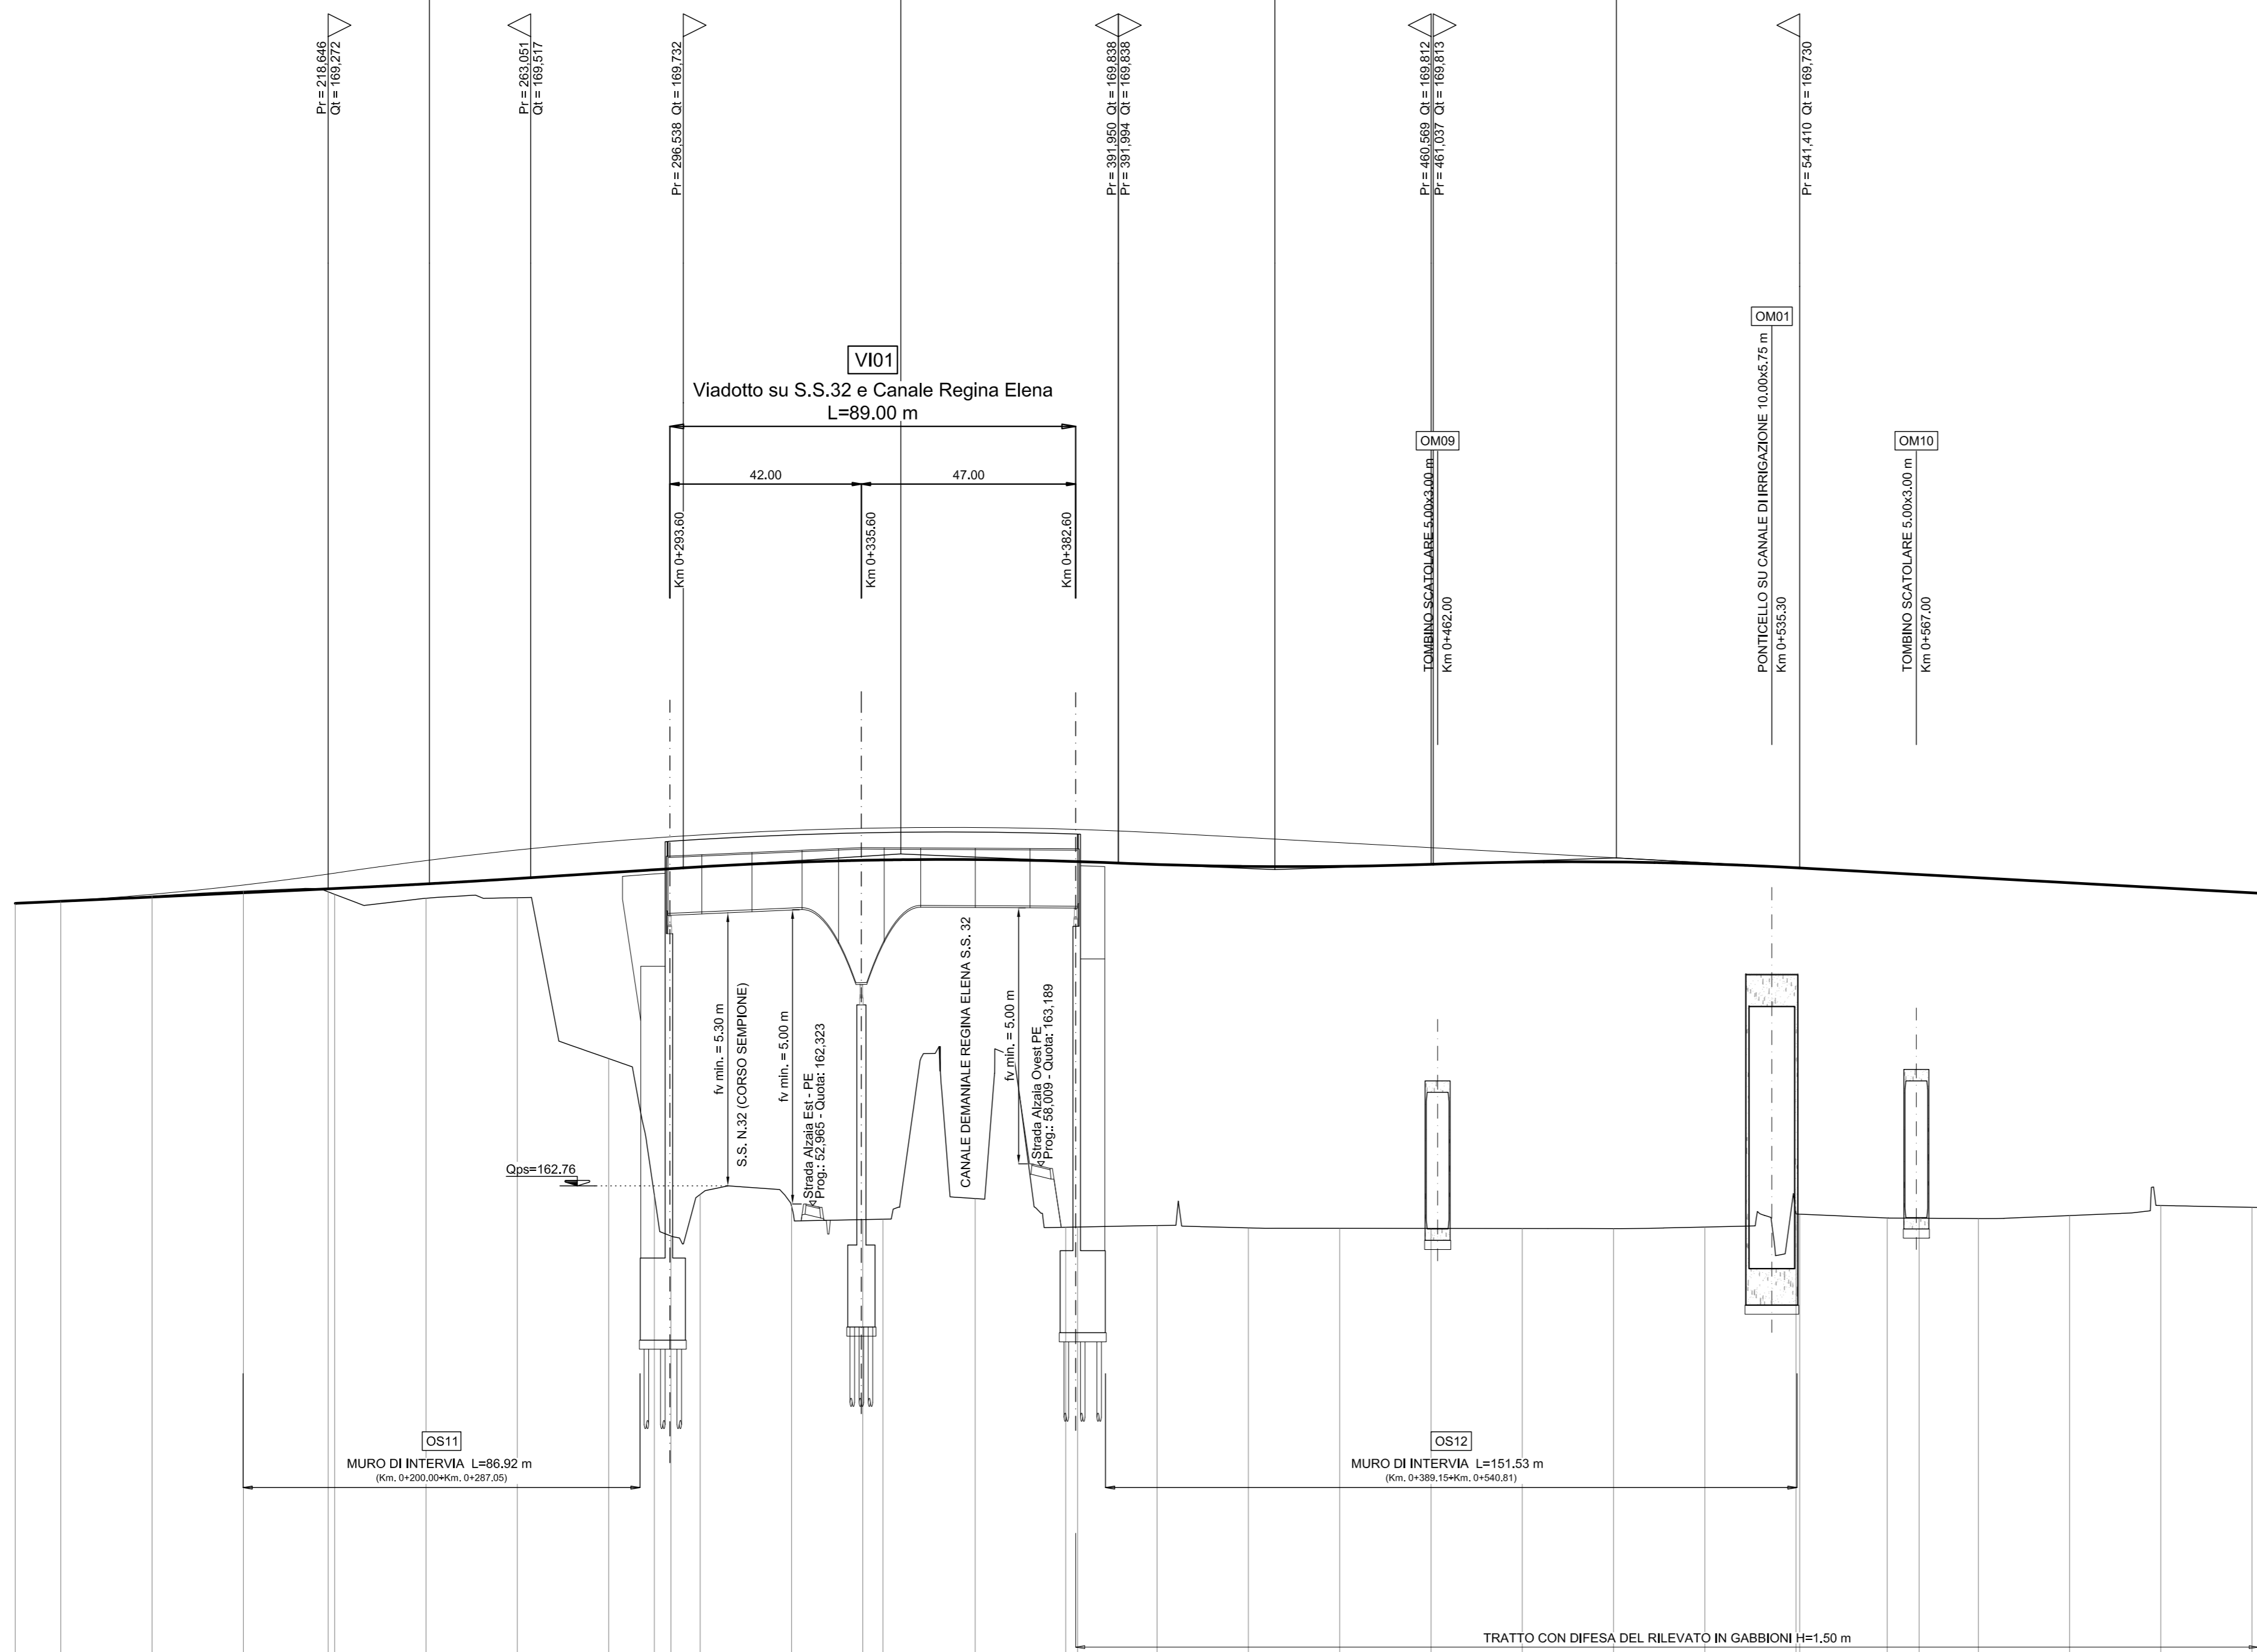 Pr = 218,646
Qt = 169,272
Pr = 263,051
Qt = 169,517
Pr = 296,538 Qt = 169,732
Pr = 391,950 Qt = 169,838
Pr = 391,994 Qt = 169,838
Pr = 460,569 Qt = 169,812
Pr = 461,037 Qt = 169,813
Pr = 541,410 Qt = 169,730
VI01
Viadotto su S.S.32 e Canale Regina Elena
L=89.00 m
42.00
47.00
Km 0+293.60
Km 0+335.60
Km 0+382.60
OM09
TOMBINO SCATOLARE 5.00x3.00 m
Km 0+462.00
OM01
PONTICELLO SU CANALE DI IRRIGAZIONE 10.00x5.75 m
Km 0+535.30
OM10
TOMBINO SCATOLARE 5.00x3.00 m
Km 0+567.00
Qps=162.76
fv min. = 5.30 m
S.S. N.32 (CORSO SEMPIONE)
fv min. = 5.00 m
Strada Alzaia Est - PE
Prog.: 52,965 - Quota: 162,323
CANALE DEMANIALE REGINA ELENA S.S. 32
fv min. = 5.00 m
Strada Alzaia Ovest PE
Prog.: 58,009 - Quota: 163,189
OS11
MURO DI INTERVIA L=86.92 m
(Km. 0+200.00÷Km. 0+287.05)
OS12
MURO DI INTERVIA L=151.53 m
(Km. 0+389.15÷Km. 0+540.81)
TRATTO CON DIFESA DEL RILEVATO IN GABBIONI H=1.50 m